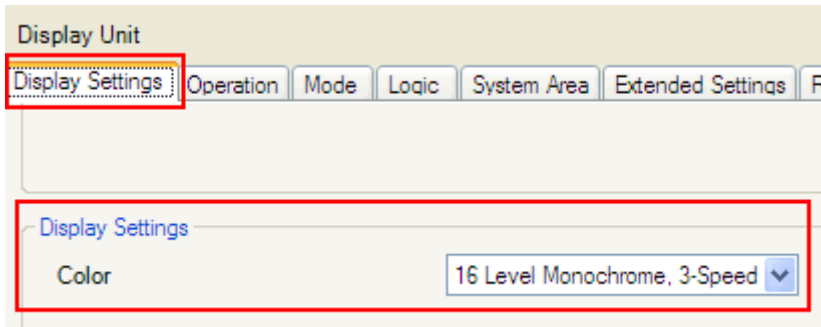 Display Unit
Display Settings Operation Mode Logic System Area Extended Settings
Display Settings
Color 16 Level Monochrome, 3-Speed